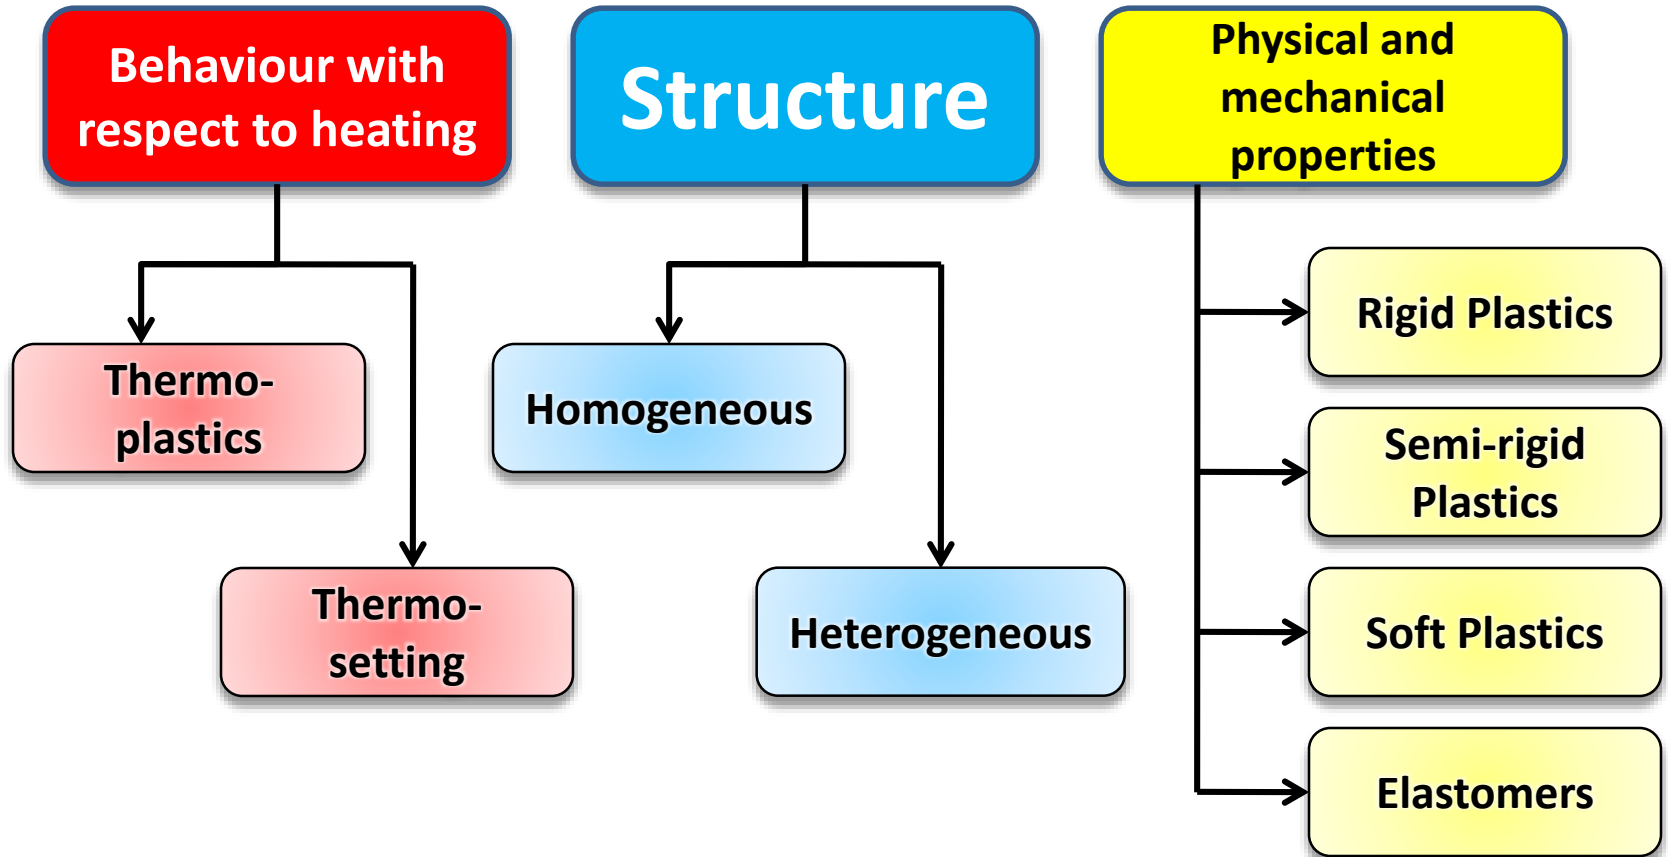 Behaviour with
respect to heating
Structure
Physical and
mechanical
properties
Thermo-
plastics
Thermo-
setting
Homogeneous
Heterogeneous
Rigid Plastics
Semi-rigid
Plastics
Soft Plastics
Elastomers